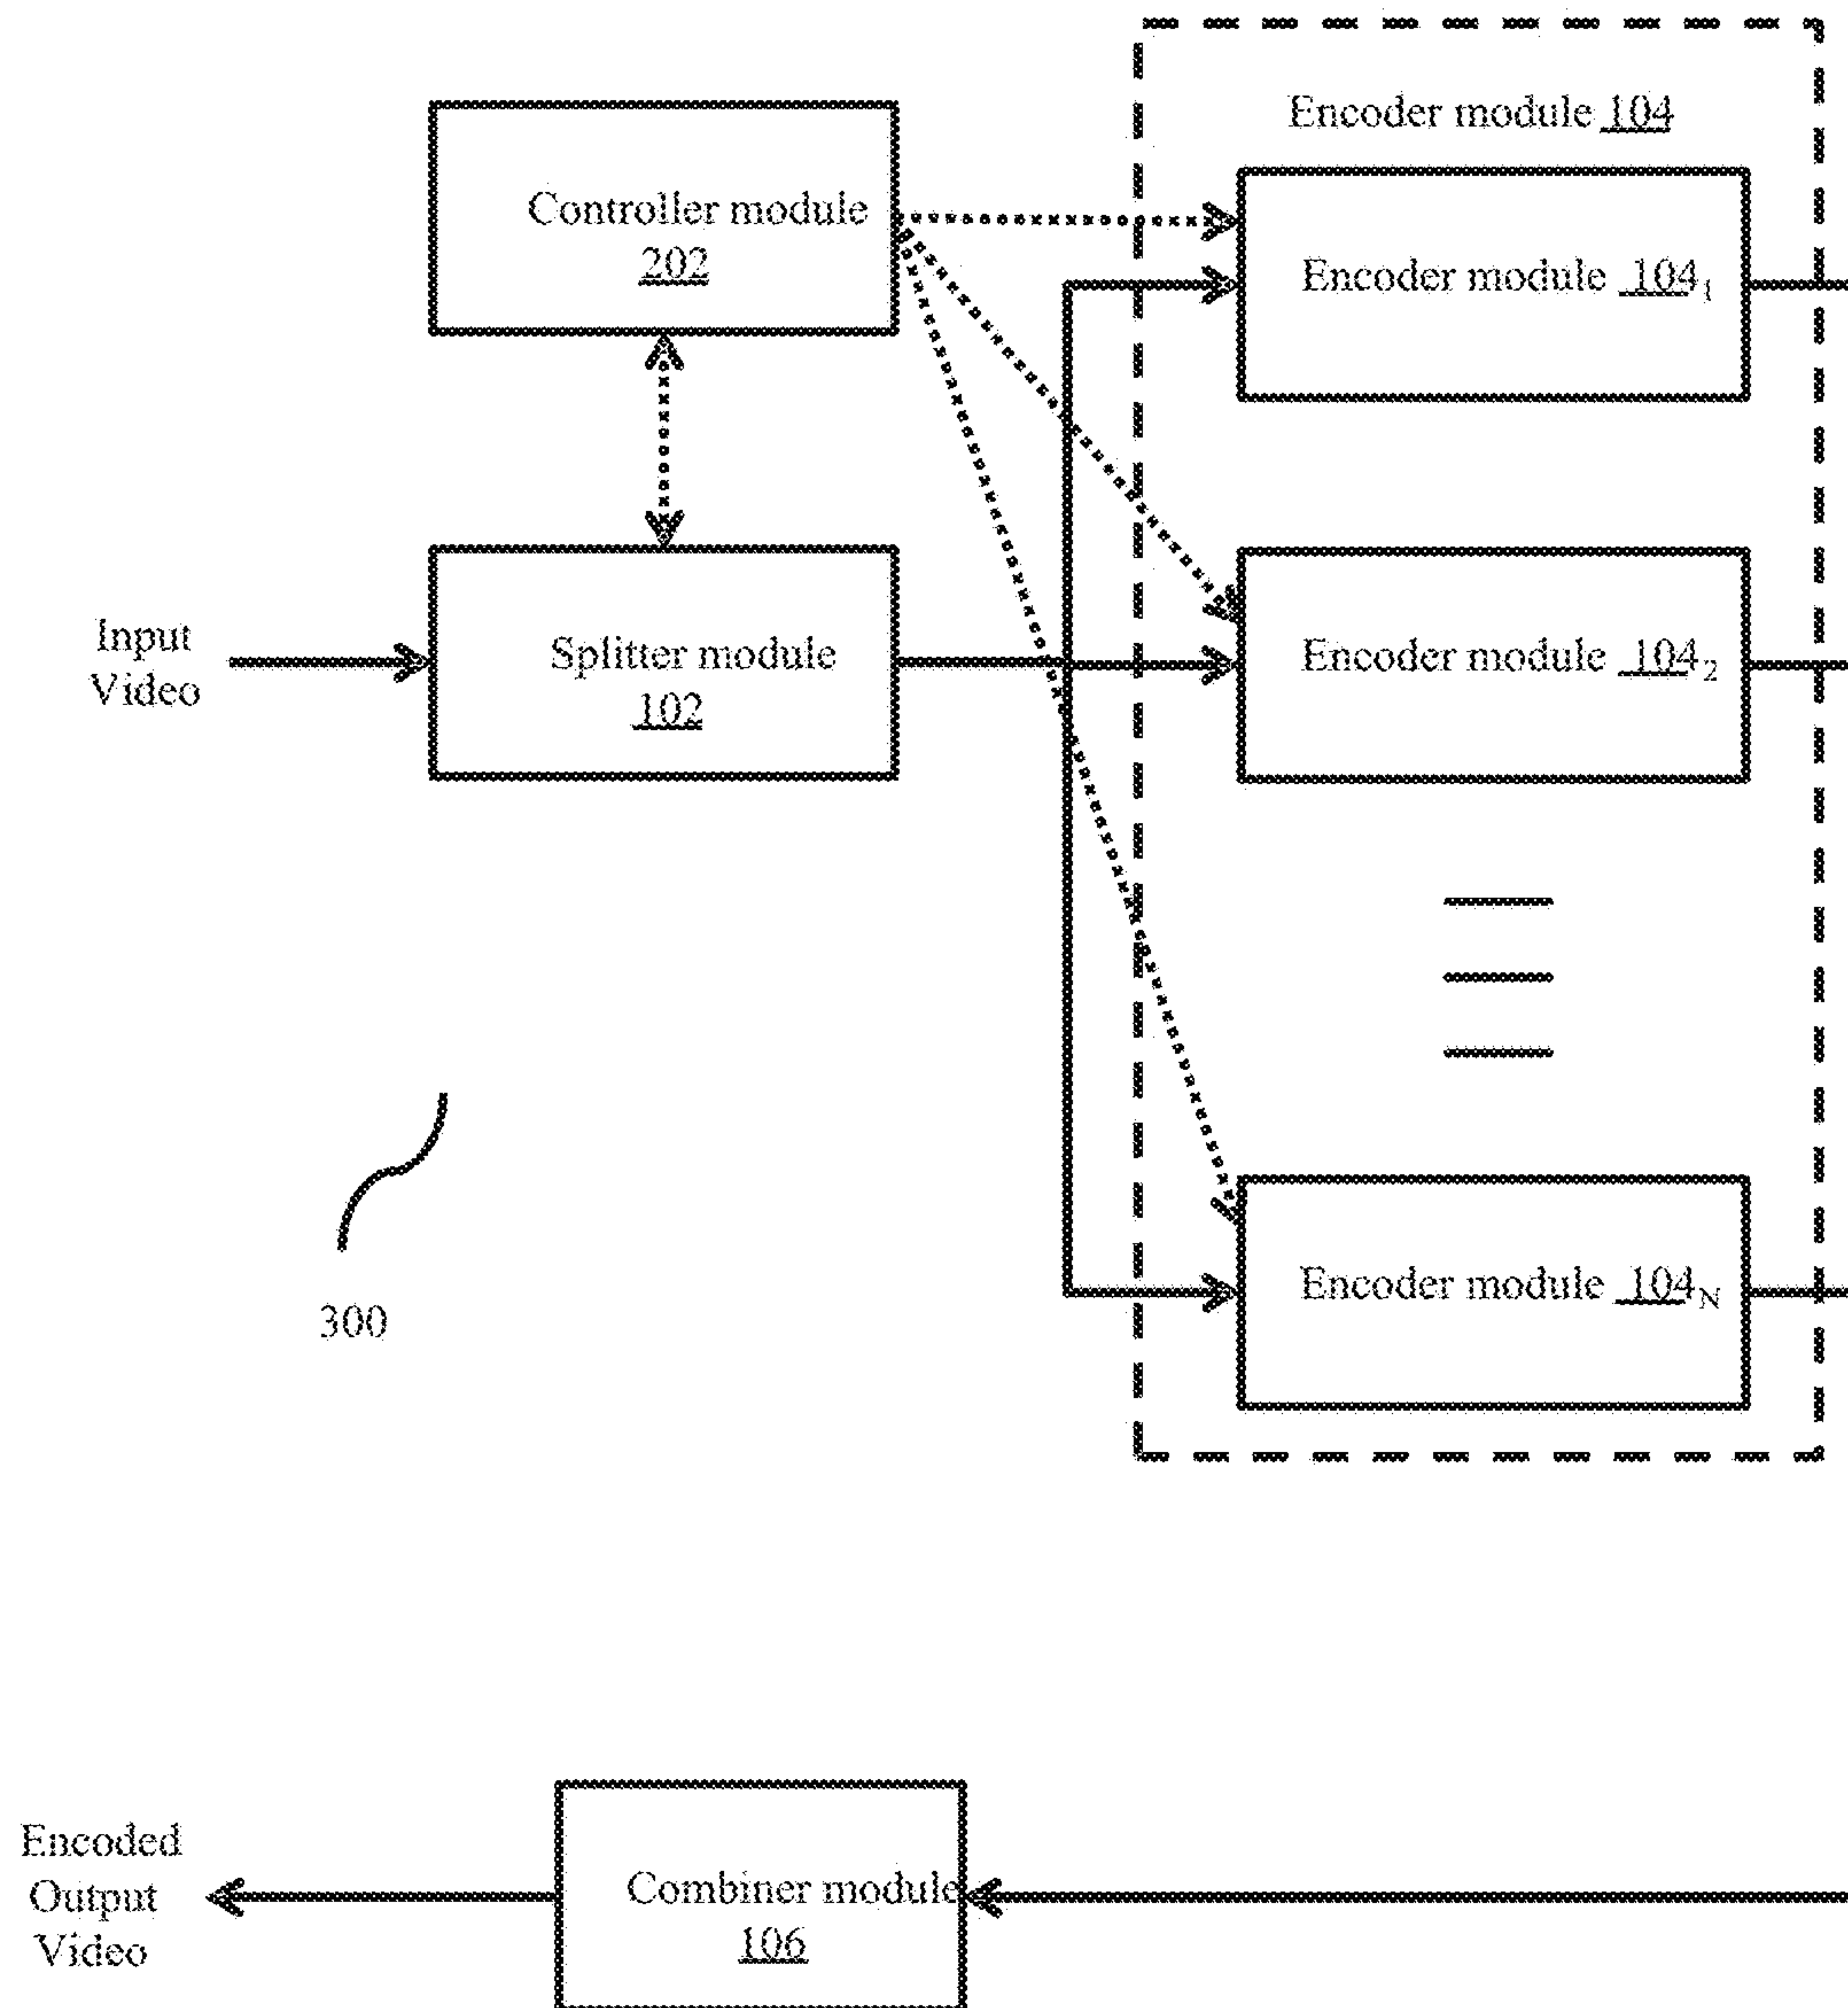 Encoder module 104
Controller module
202
Encoder module 104₁
Input
Video
Splitter module
102
Encoder module 104₂
Encoder module 104N
300
Encoded
Output
Video
Combiner module
106